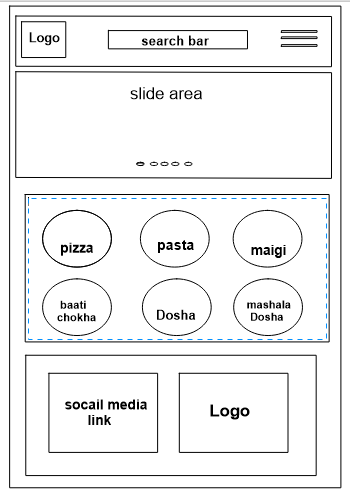 Logo
search bar
slide area
pizza
pasta
maigi
baati
chokha
Dosha
mashala
Dosha
socail media
link
Logo